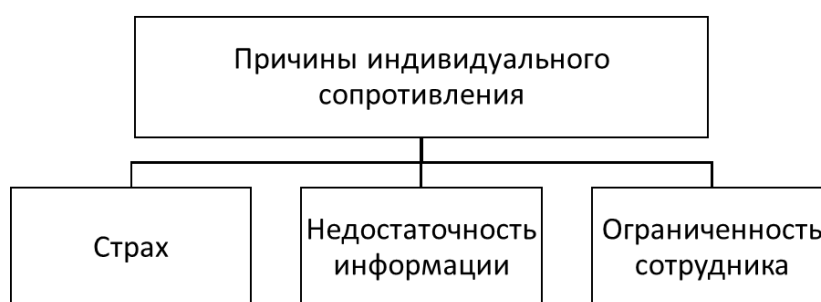 Причины индивидуального
сопротивления
Страх
Недостаточность
информации
Ограниченность
сотрудника